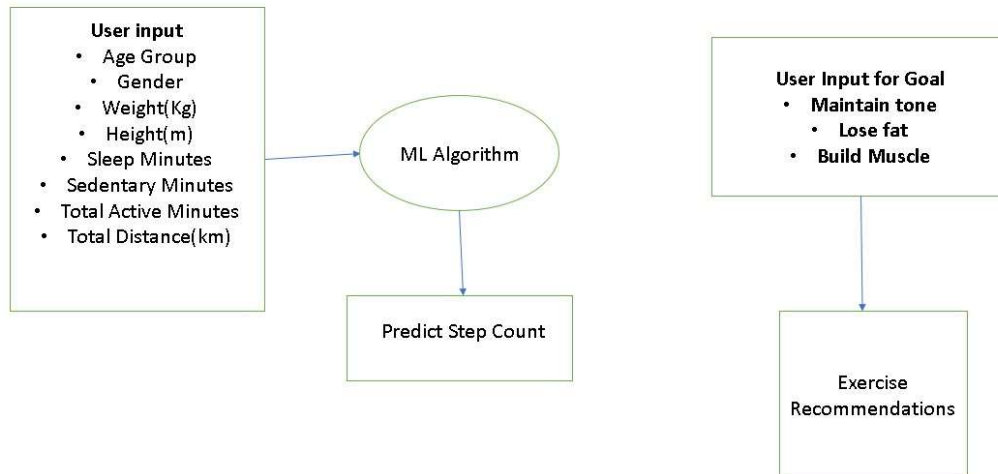 User input
• Age Group
• Gender
• Weight(Kg)
• Height(m)
• Sleep Minutes
• Sedentary Minutes
• Total Active Minutes
• Total Distance(km)
ML Algorithm
Predict Step Count
User Input for Goal
• Maintain tone
• Lose fat
• Build Muscle
Exercise
Recommendations